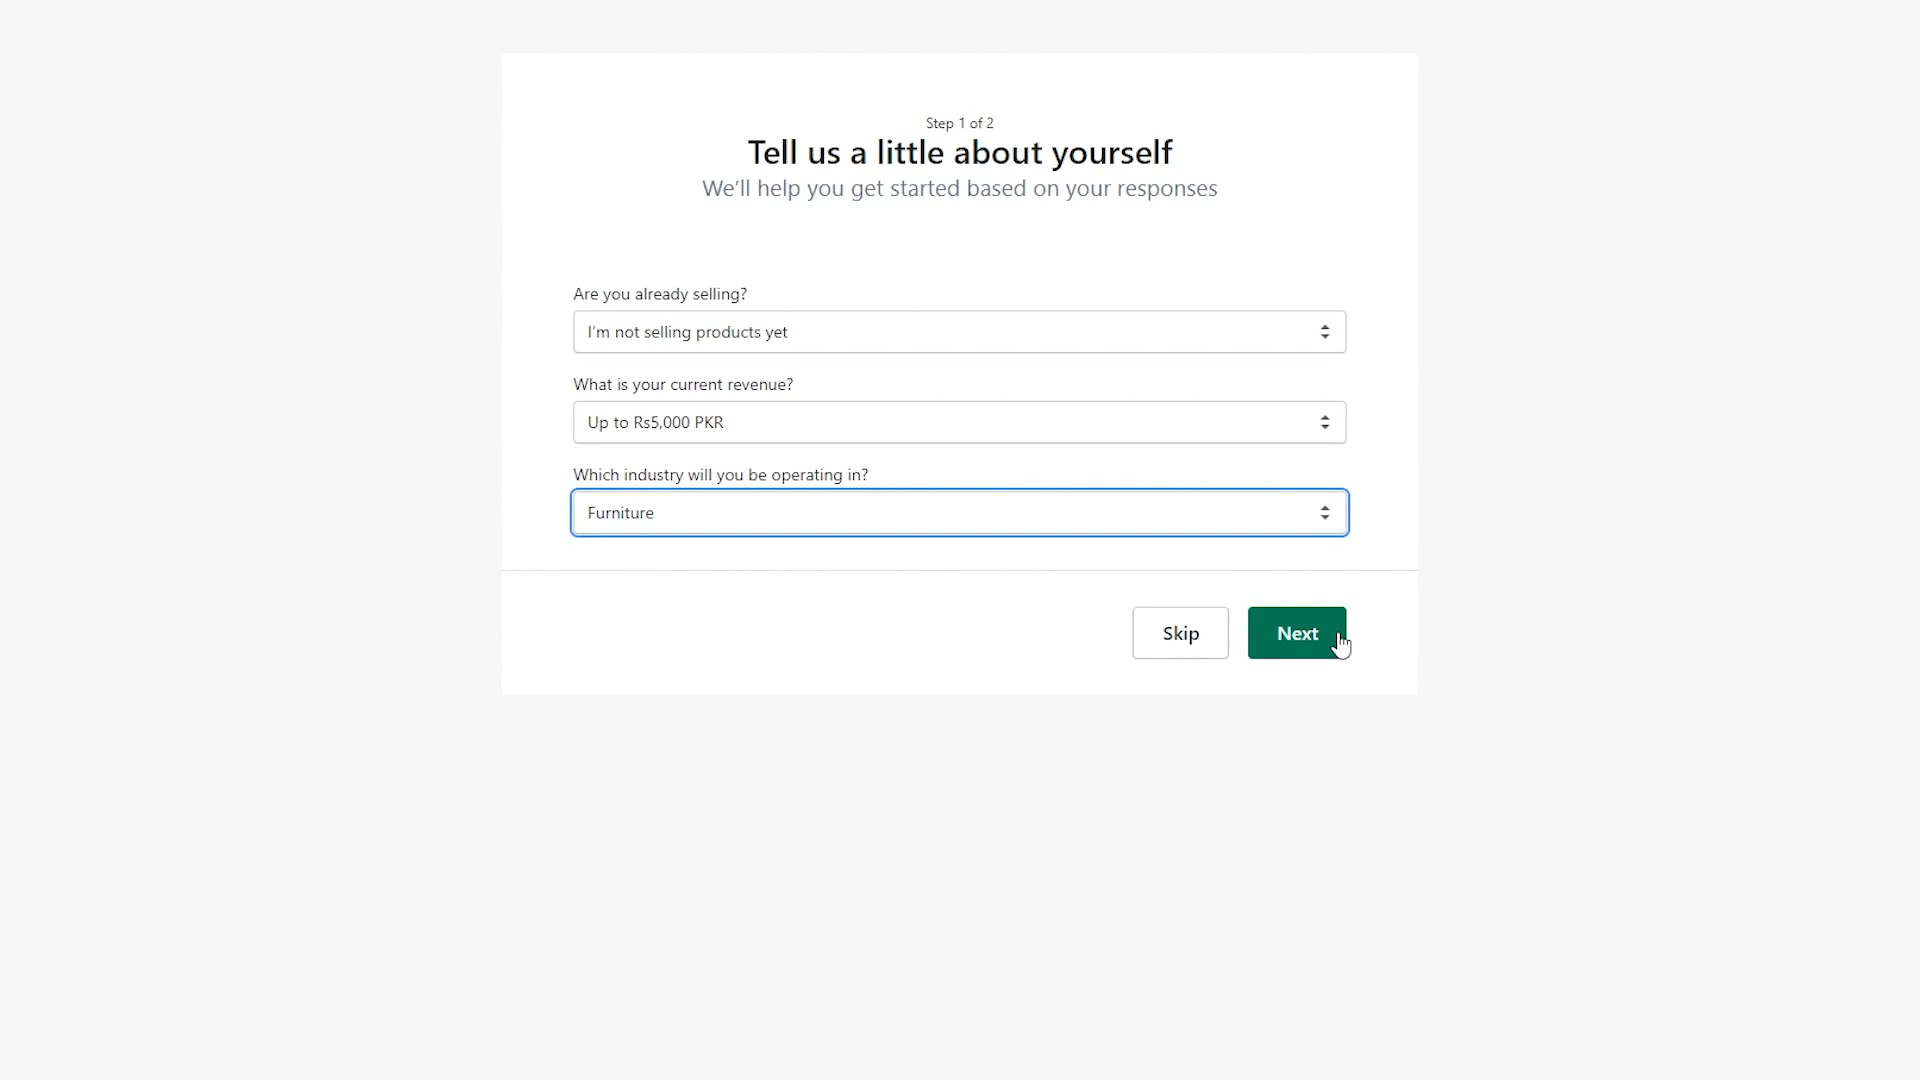 Step 1 of 2
Tell us a little about yourself
We'll help you get started based on your responses
Are you already selling?
I'm not selling products yet
What is your current revenue?
Up to Rs5,000 PKR
Which industry will you be operating in?
Furniture
Skip
Next